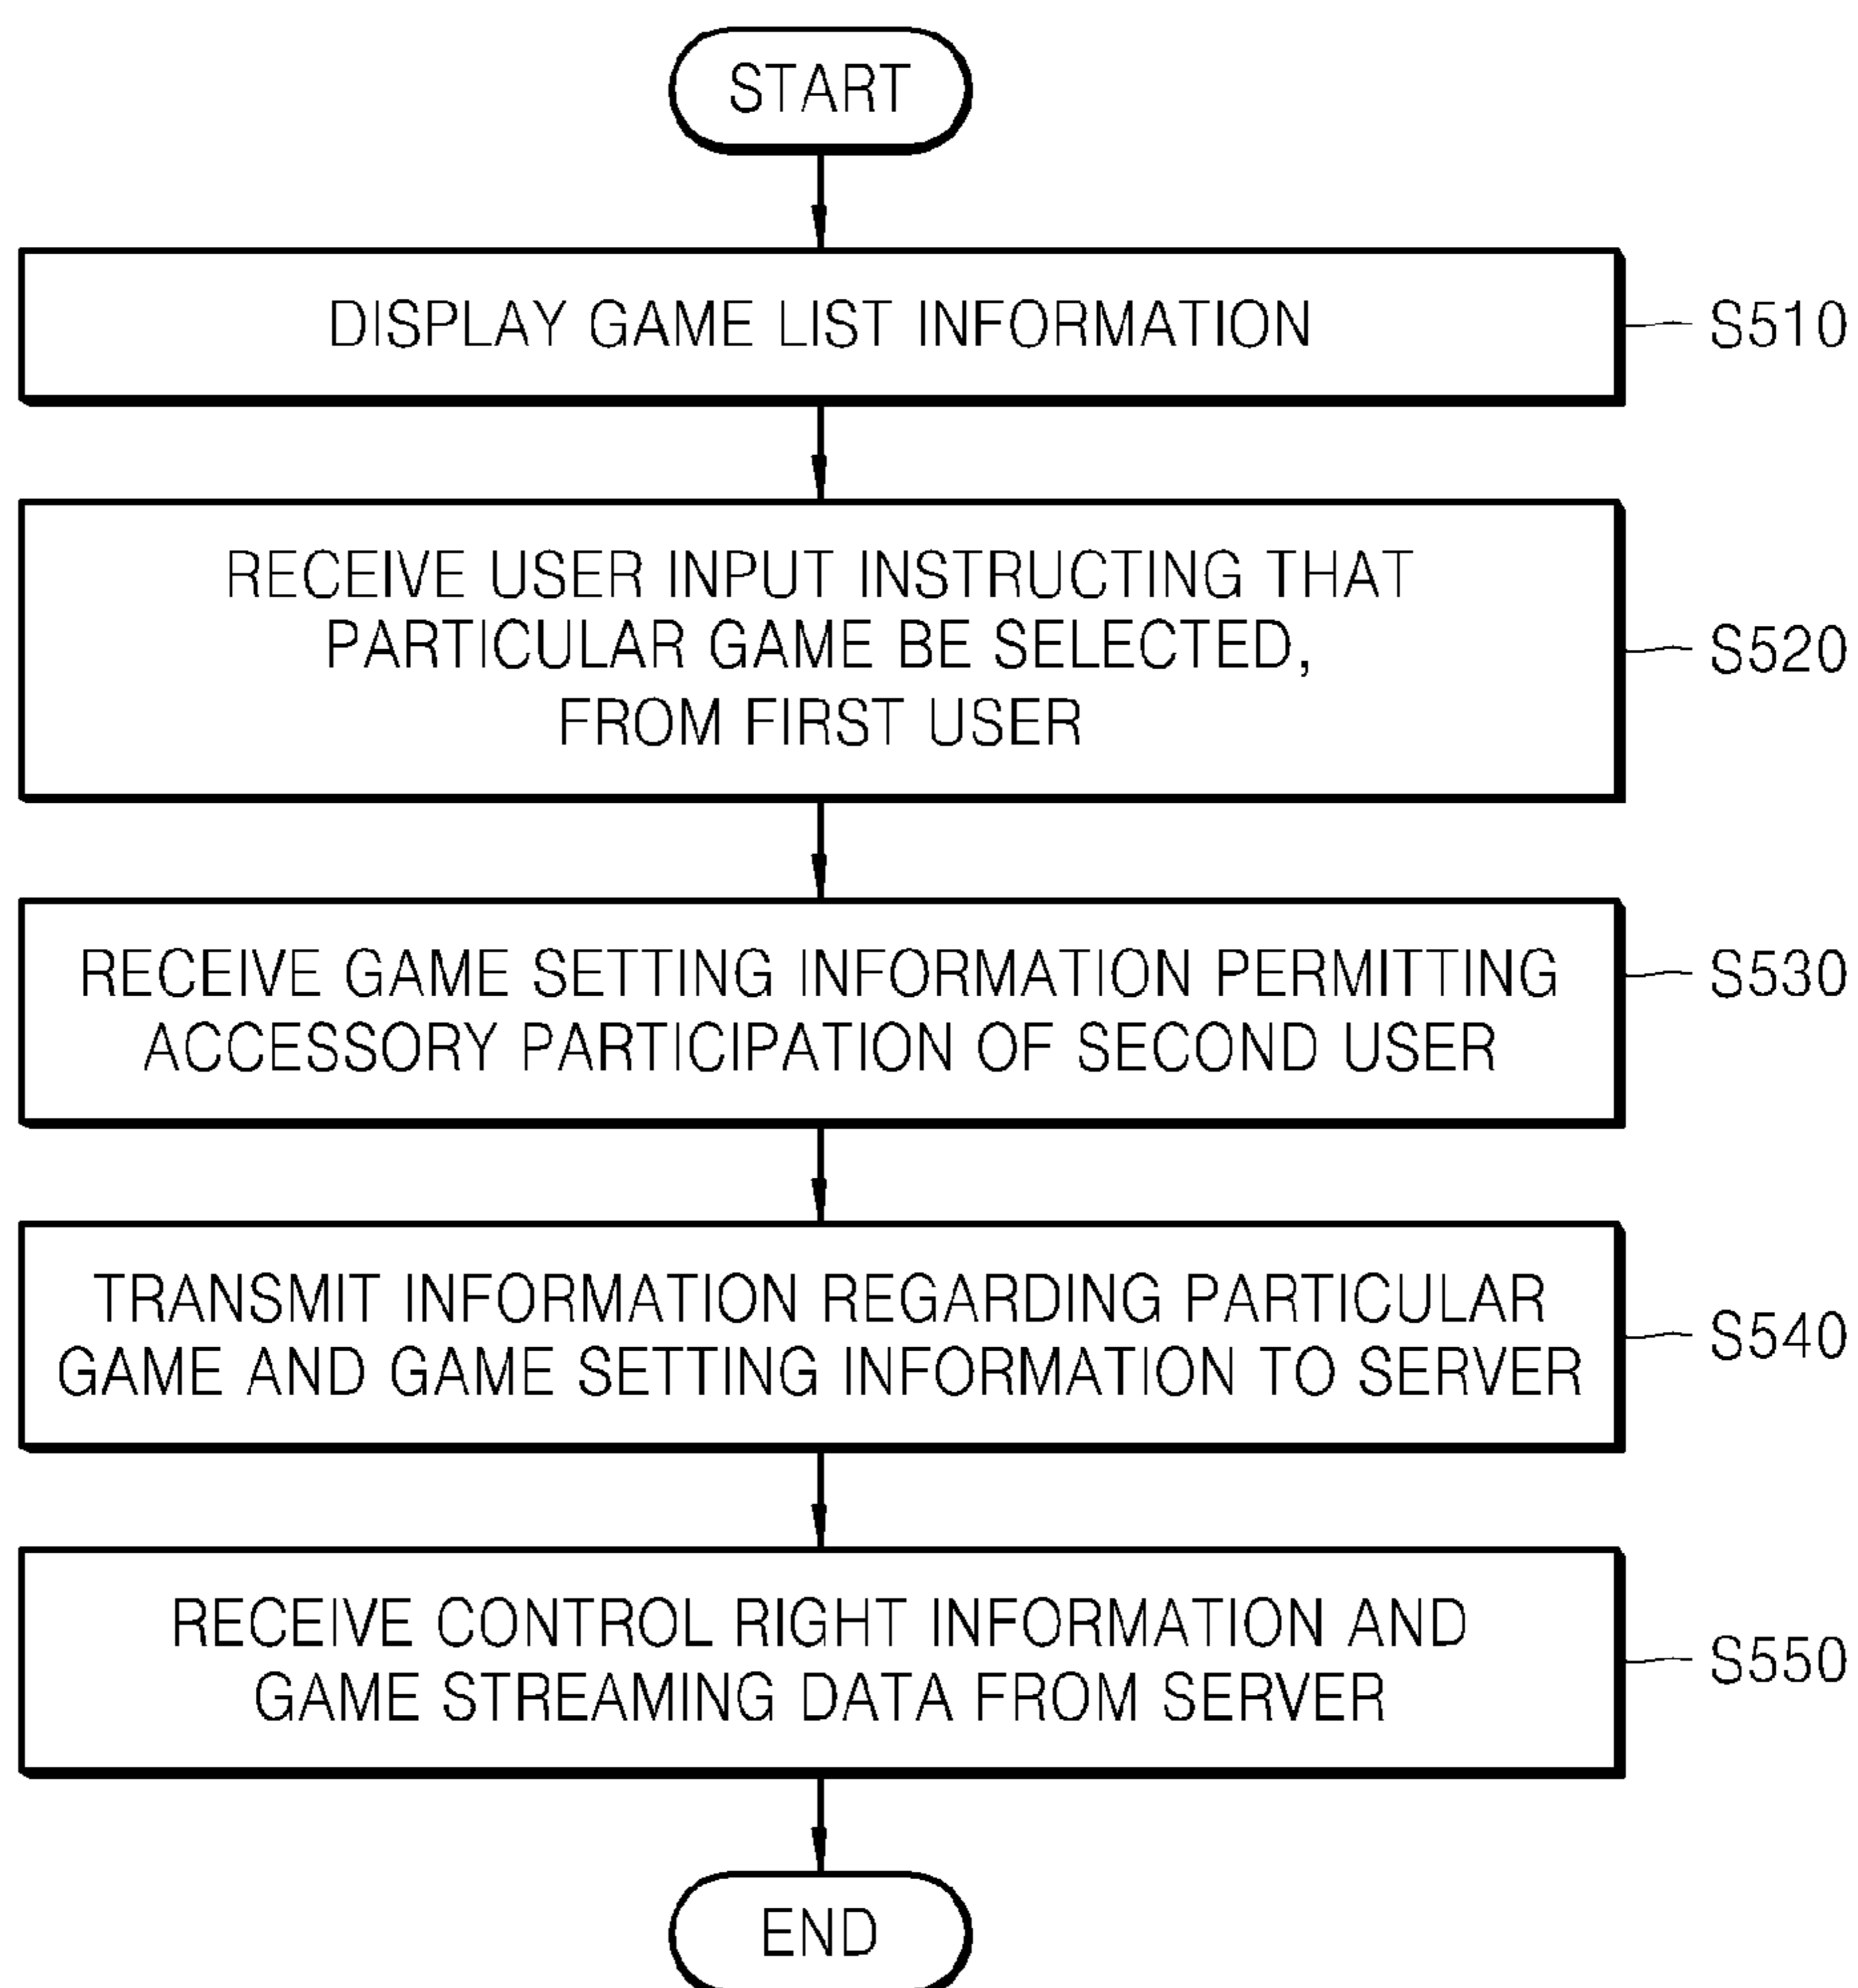 START
DISPLAY GAME LIST INFORMATION
S510
RECEIVE USER INPUT INSTRUCTING THAT
PARTICULAR GAME BE SELECTED,
FROM FIRST USER
S520
RECEIVE GAME SETTING INFORMATION PERMITTING
ACCESSORY PARTICIPATION OF SECOND USER
S530
TRANSMIT INFORMATION REGARDING PARTICULAR
GAME AND GAME SETTING INFORMATION TO SERVER
S540
RECEIVE CONTROL RIGHT INFORMATION AND
GAME STREAMING DATA FROM SERVER
S550
END